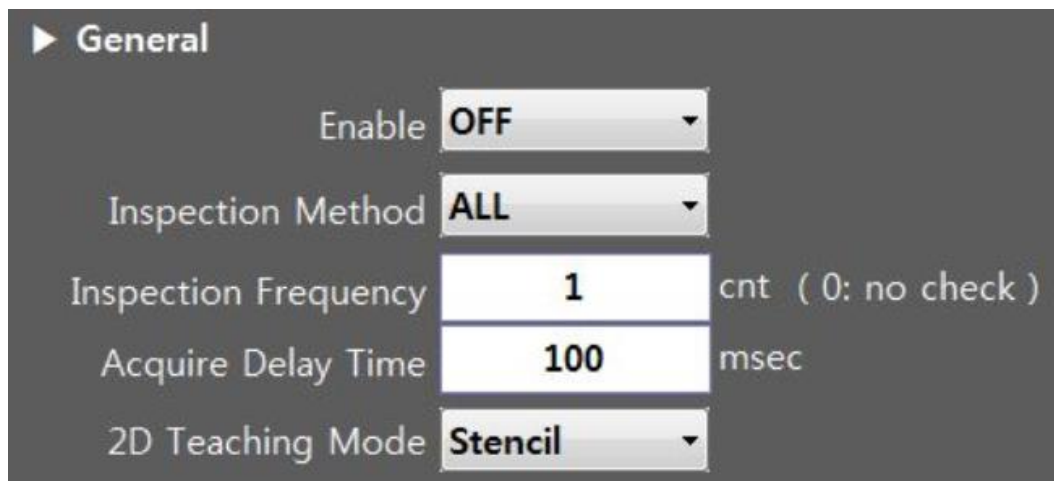 ▶ General
Enable OFF
Inspection Method ALL
Inspection Frequency 1 cnt ( 0: no check )
Acquire Delay Time 100 msec
2D Teaching Mode Stencil